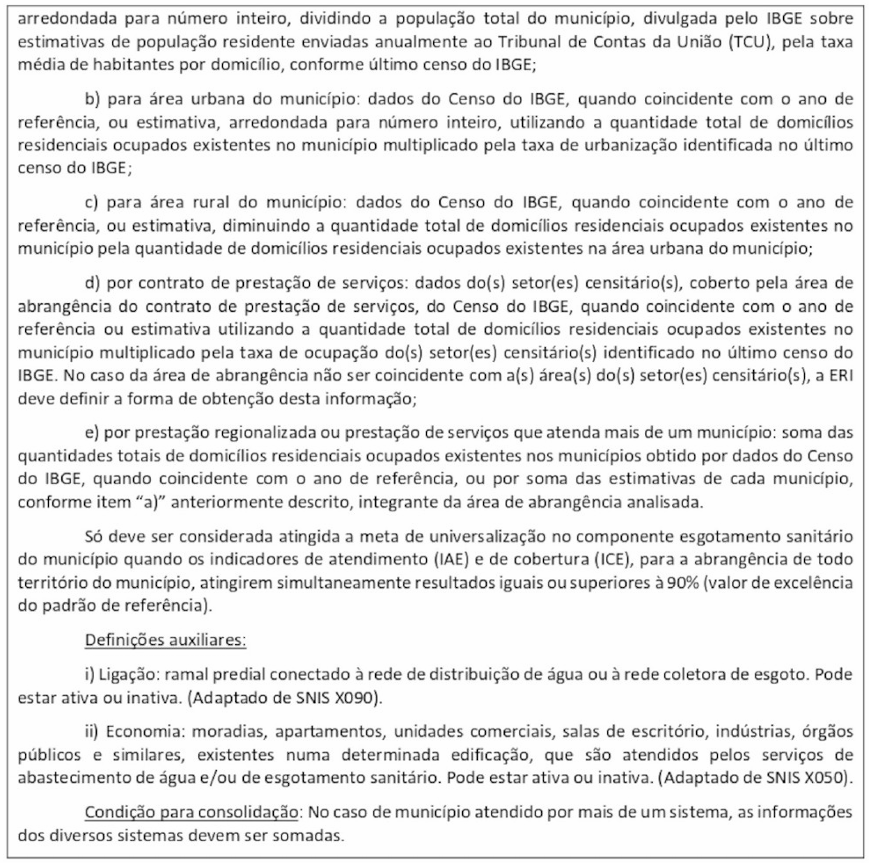 arredondada para número inteiro, dividindo a população total do município, divulgada pelo IBGE sobre
estimativas de população residente enviadas anualmente ao Tribunal de Contas da União (TCU), pela taxa
média de habitantes por domicílio, conforme último censo do IBGE;
b) para área urbana do município: dados do Censo do IBGE, quando coincidente com o ano de
referência, ou estimativa, arredondada para número inteiro, utilizando a quantidade total de domicílios
residenciais ocupados existentes no município multiplicado pela taxa de urbanização identificada no último
censo do IBGE;
c) para área rural do município: dados do Censo do IBGE, quando coincidente com o ano de
referência, ou estimativa, diminuindo a quantidade total de domicílios residenciais ocupados existentes no
município pela quantidade de domicílios residenciais ocupados existentes na área urbana do município;
d) por contrato de prestação de serviços: dados do(s) setor(es) censitário(s), coberto pela área de
abrangência do contrato de prestação de serviços, do Censo do IBGE, quando coincidente com o ano de
referência ou estimativa utilizando a quantidade total de domicílios residenciais ocupados existentes no
município multiplicado pela taxa de ocupação do(s) setor(es) censitário(s) identificado no último censo do
IBGE. No caso da área de abrangência não ser coincidente com a(s) área(s) do(s) setor(es) censitário(s), a ERI
deve definir a forma de obtenção desta informação;
e) por prestação regionalizada ou prestação de serviços que atenda mais de um município: soma das
quantidades totais de domicílios residenciais ocupados existentes nos municípios obtido por dados do Censo
do IBGE, quando coincidente com o ano de referência, ou por soma das estimativas de cada município,
conforme item “a)” anteriormente descrito, integrante da área de abrangência analisada.
Só deve ser considerada atingida a meta de universalização no componente esgotamento sanitário
do município quando os indicadores de atendimento (IAE) e de cobertura (ICE), para a abrangência de todo
território do município, atingirem simultaneamente resultados iguais ou superiores à 90% (valor de excelência
do padrão de referência).
Definições auxiliares:
i) Ligação: ramal predial conectado à rede de distribuição de água ou à rede coletora de esgoto. Pode
estar ativa ou inativa. (Adaptado de SNIS X090).
ii) Economia: moradias, apartamentos, unidades comerciais, salas de escritório, indústrias, órgãos
públicos e similares, existentes numa determinada edificação, que são atendidos pelos serviços de
abastecimento de água e/ou de esgotamento sanitário. Pode estar ativa ou inativa. (Adaptado de SNIS X050).
Condição para consolidação: No caso de município atendido por mais de um sistema, as informações
dos diversos sistemas devem ser somadas.